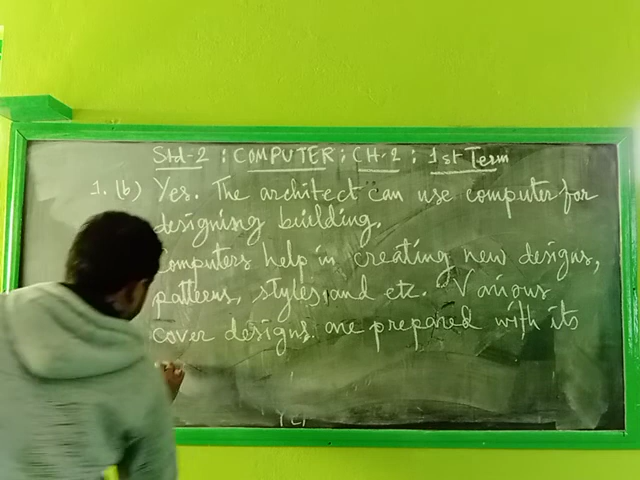 Std-2 : COMPUTER : CH-2 : 1st Term
1. (b) Yes. The architect can use computer for
designing building.
Computers help in creating new designs,
patterns, styles, and etc. Various
cover designs are prepared with its